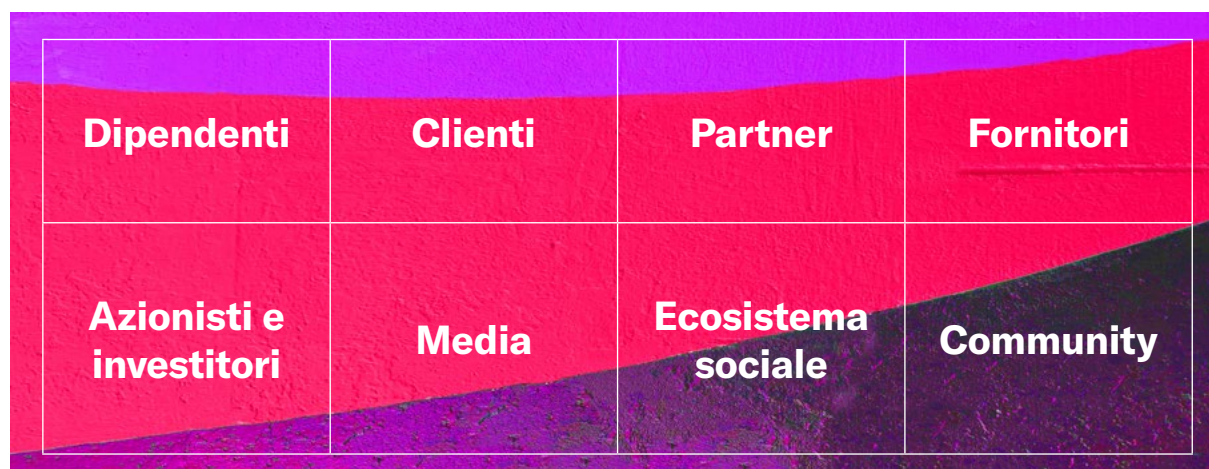 Dipendenti
Clienti
Partner
Fornitori
Azionisti e
investitori
Media
Ecosistema
sociale
Community